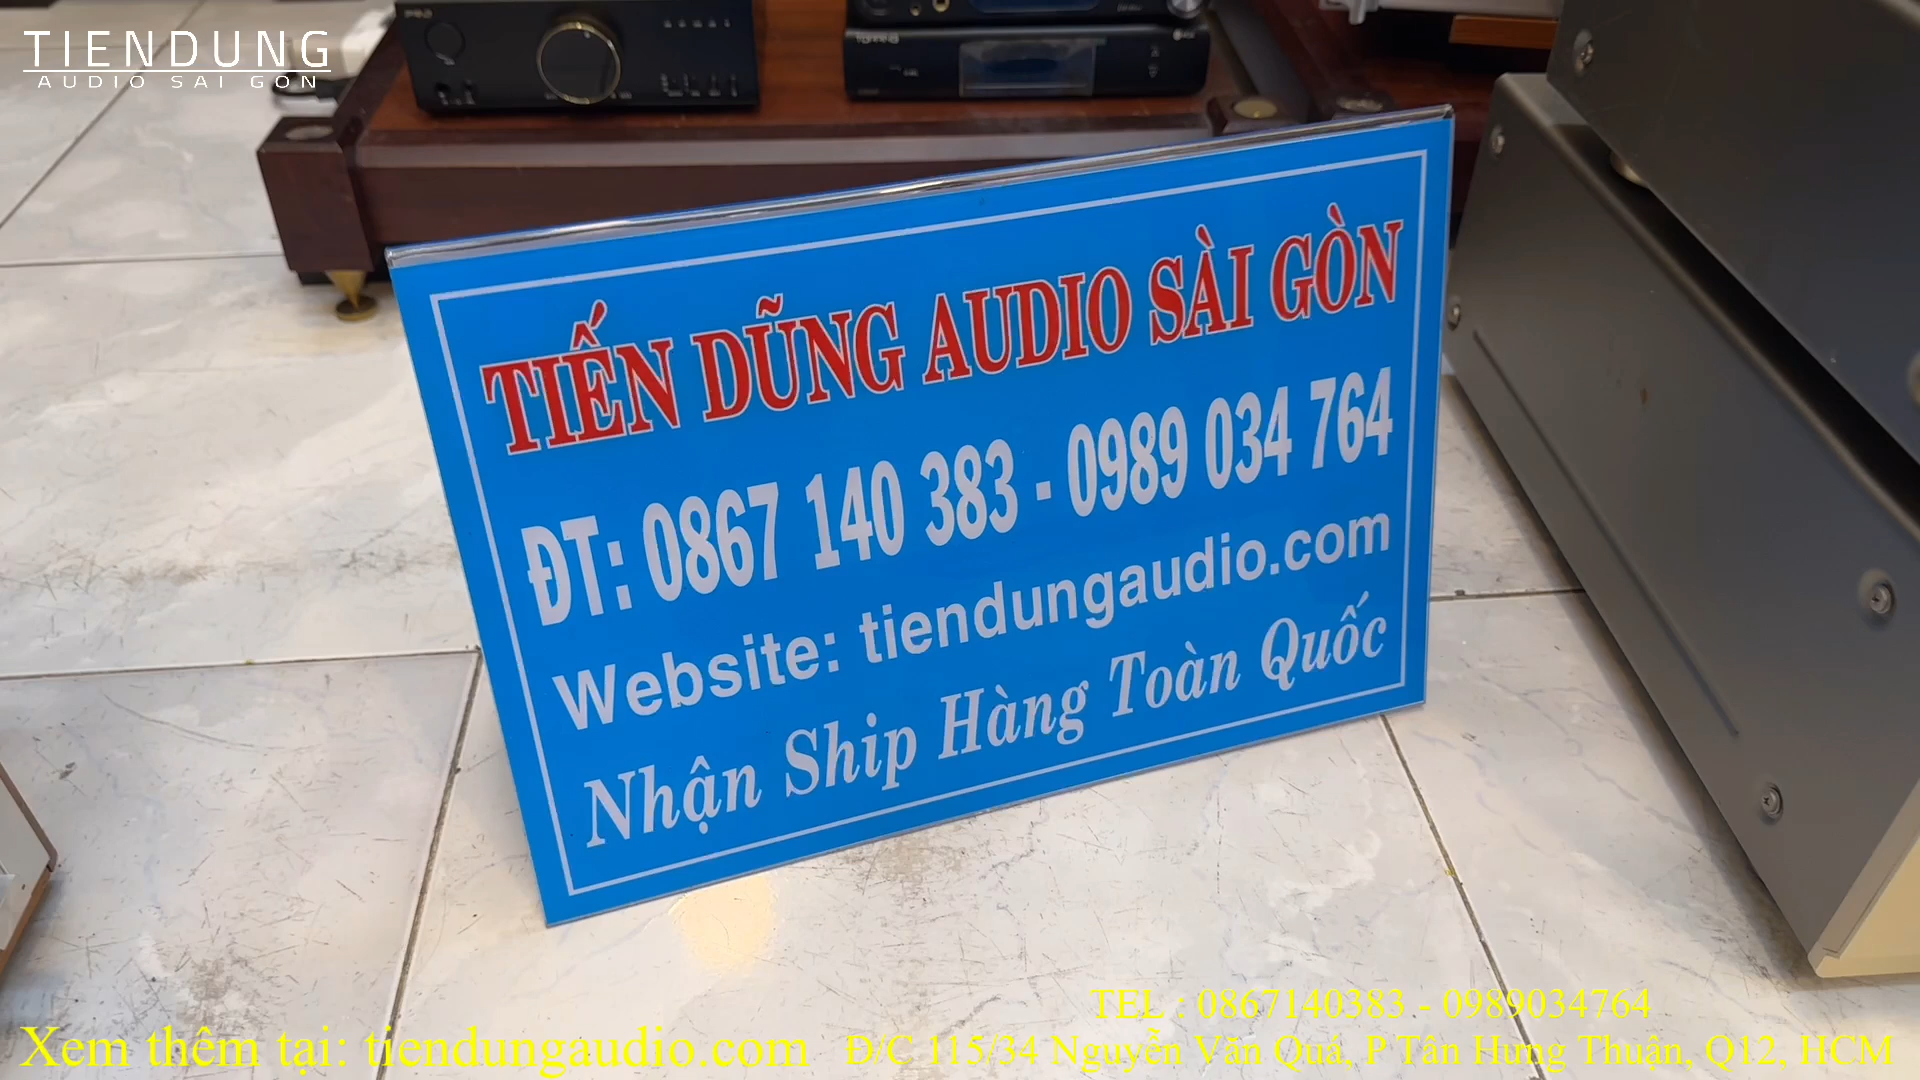 TIENDUNG
AUDIO SAI GON
TIẾN DŨNG AUDIO SÀI GÒN
ĐT: 0867 140 383 - 0989 034 764
Website: tiendungaudio.com
Nhận Ship Hàng Toàn Quốc
TEL : 0867140383 - 0989034764
Xem thêm tại: tiendungaudio.com
Đ/C 115/34 Nguyễn Văn Quá, P Tân Hưng Thuận, Q12, HCM